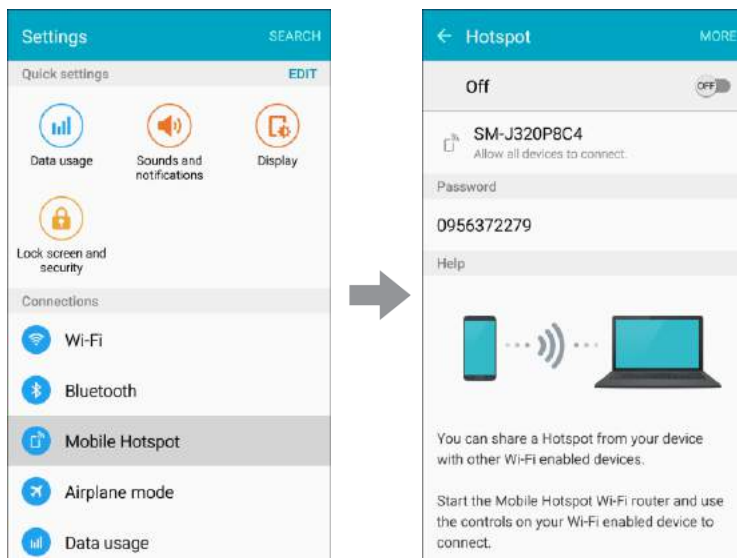 Settings
SEARCH
Quick settings
EDIT
Data usage
Sounds and
notifications
Display
Lock screen and
security
Connections
Wi-Fi
Bluetooth
Mobile Hotspot
Airplane mode
Data usage
Hotspot
MORE
Off
OFF
SM-J320P8C4
Allow all devices to connect.
Password
0956372279
Help
You can share a Hotspot from your device
with other Wi-Fi enabled devices.
Start the Mobile Hotspot Wi-Fi router and use
the controls on your Wi-Fi enabled device to
connect.